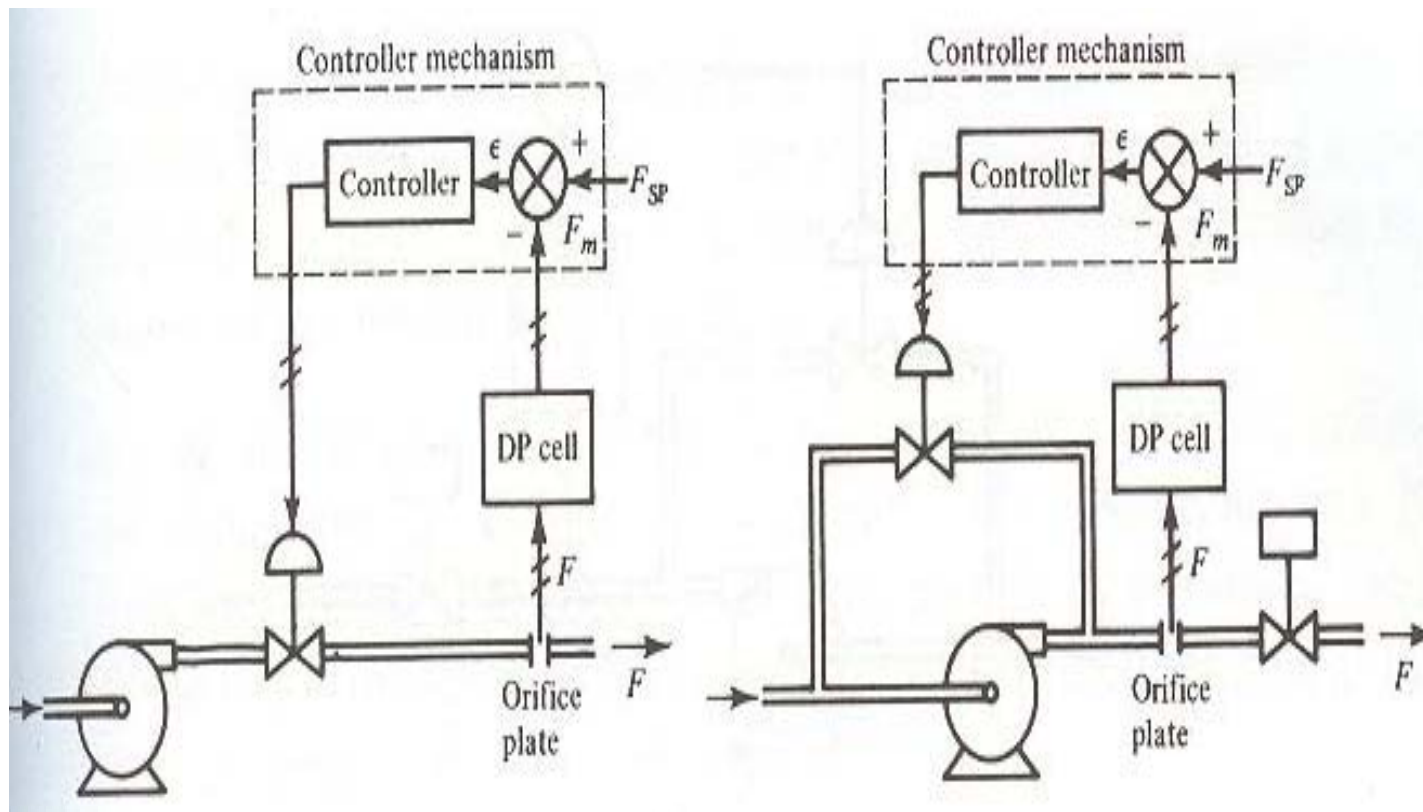 Controller mechanism
Controller
ϵ
+
F_SP
−
F_m
DP cell
F
F
Orifice
plate
Controller mechanism
Controller
ϵ
+
F_SP
−
F_m
DP cell
F
F
Orifice
plate